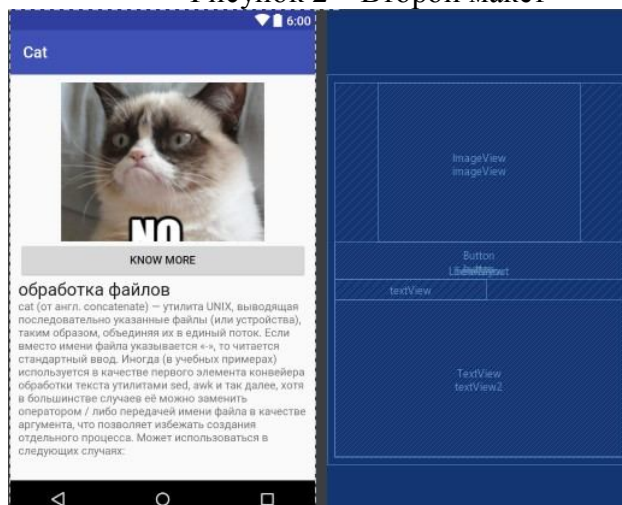 Рисунок 2 – Второй макет
6:00
Cat
NO
KNOW MORE
обработка файлов
cat (от англ. concatenate) — утилита UNIX, выводящая
последовательно указанные файлы (или устройства),
таким образом, объединяя их в единый поток. Если
вместо имени файла указывается «-», то читается
стандартный ввод. Иногда (в учебных примерах)
используется в качестве первого элемента конвейера
обработки текста утилитами sed, awk и так далее, хотя
в большинстве случаев её можно заменить
оператором / либо передачей имени файла в качестве
аргумента, что позволяет избежать создания
отдельного процесса. Может использоваться в
следующих случаях:
ImageView
imageView
Button
textView
TextView
textView2